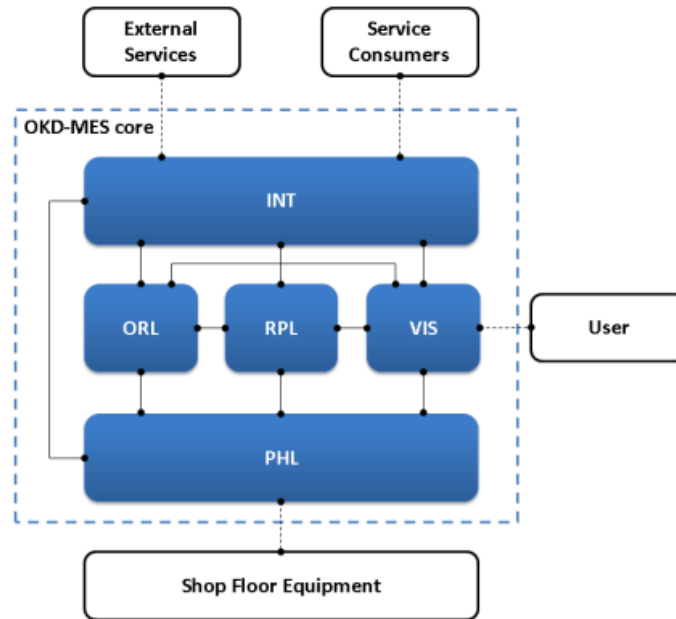 External
Services
Service
Consumers
OKD-MES core
INT
ORL
RPL
VIS
User
PHL
Shop Floor Equipment